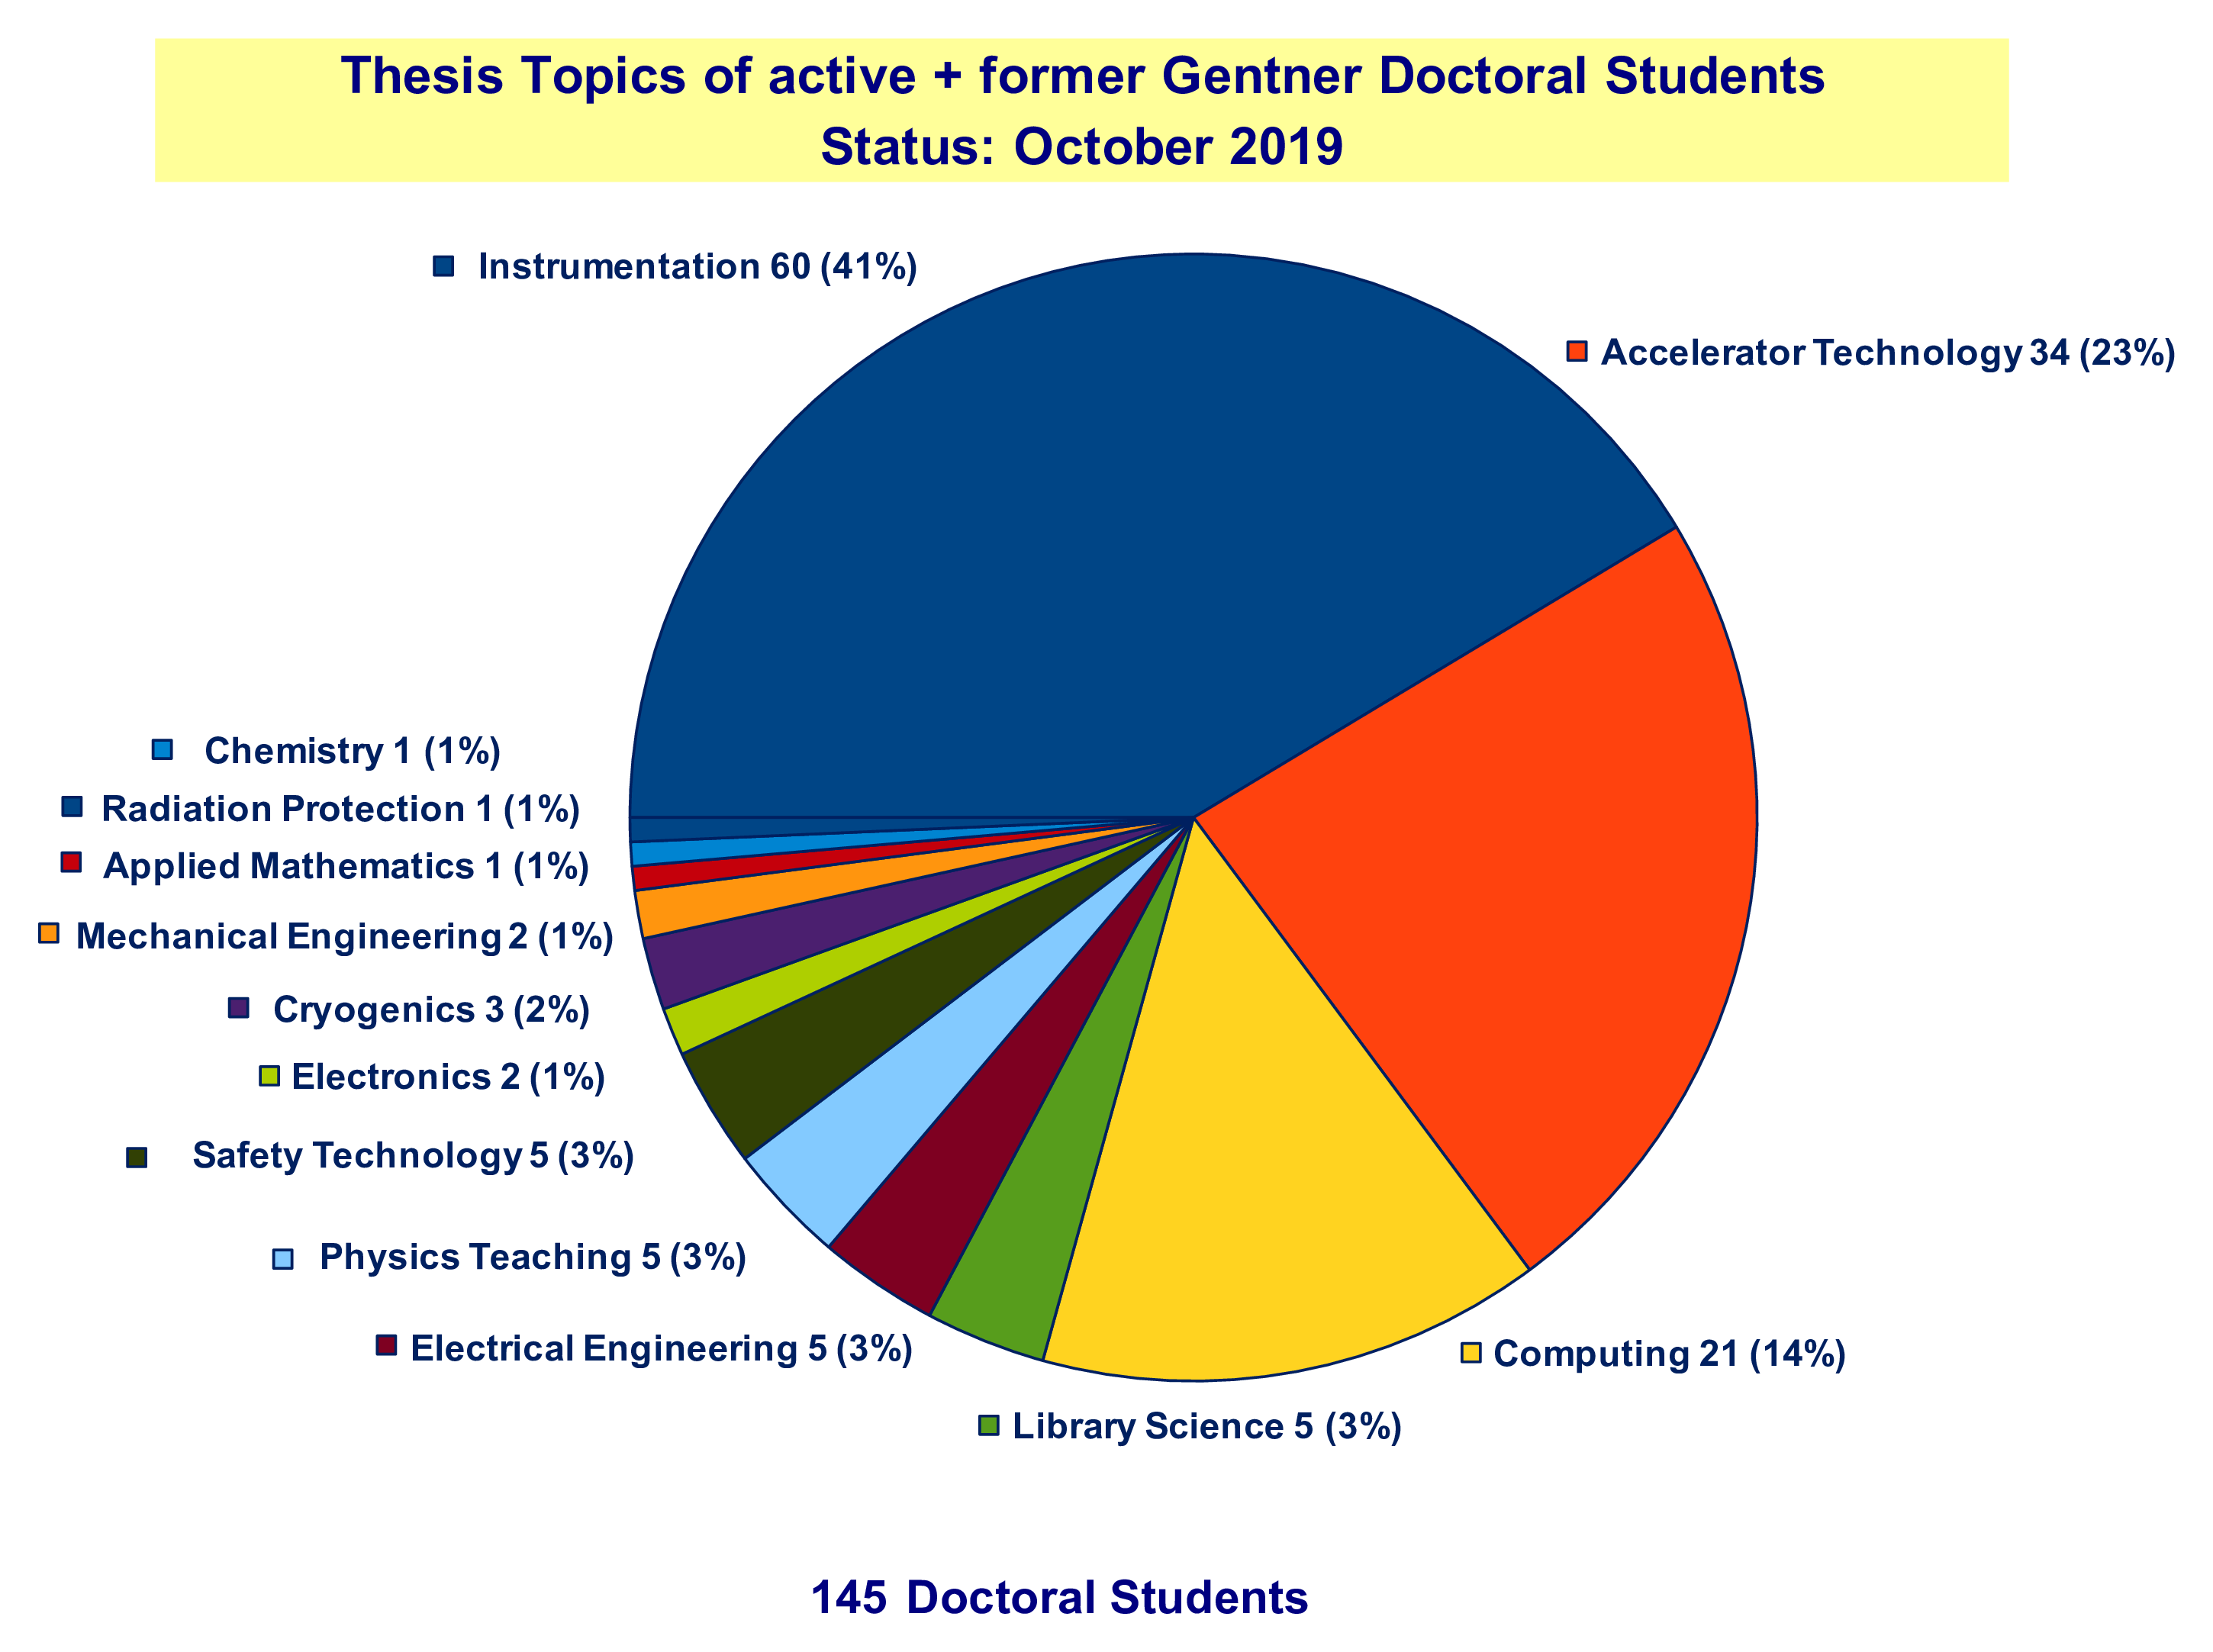 Thesis Topics of active + former Gentner Doctoral Students
Status: October 2019
Instrumentation 60 (41%)
Accelerator Technology 34 (23%)
Chemistry 1 (1%)
Radiation Protection 1 (1%)
Applied Mathematics 1 (1%)
Mechanical Engineering 2 (1%)
Cryogenics 3 (2%)
Electronics 2 (1%)
Safety Technology 5 (3%)
Physics Teaching 5 (3%)
Electrical Engineering 5 (3%)
Computing 21 (14%)
Library Science 5 (3%)
145 Doctoral Students